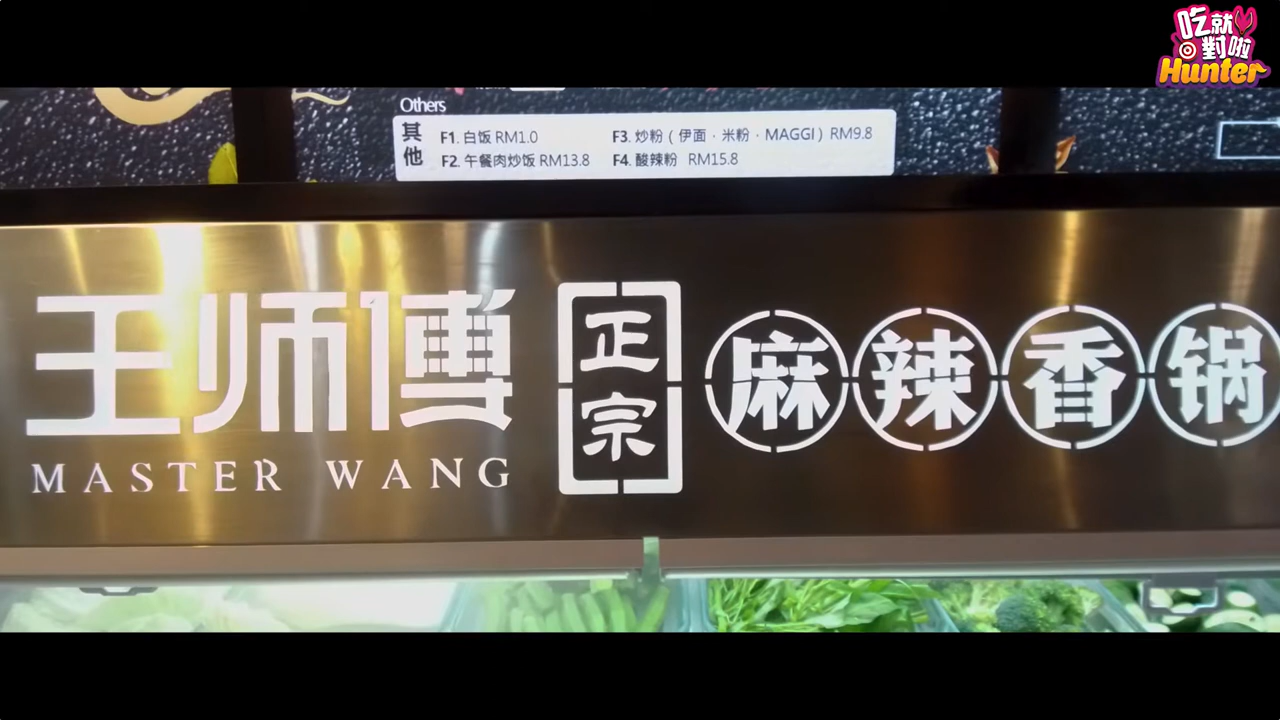 吃就
對啦
Hunter
Others
其他
F1. 白饭 RM1.0
F3. 炒粉（伊面 · 米粉 · MAGGI）RM9.8
F2. 午餐肉炒饭 RM13.8
F4. 酸辣粉 RM15.8
王师傅
MASTER WANG
正宗
麻辣香锅